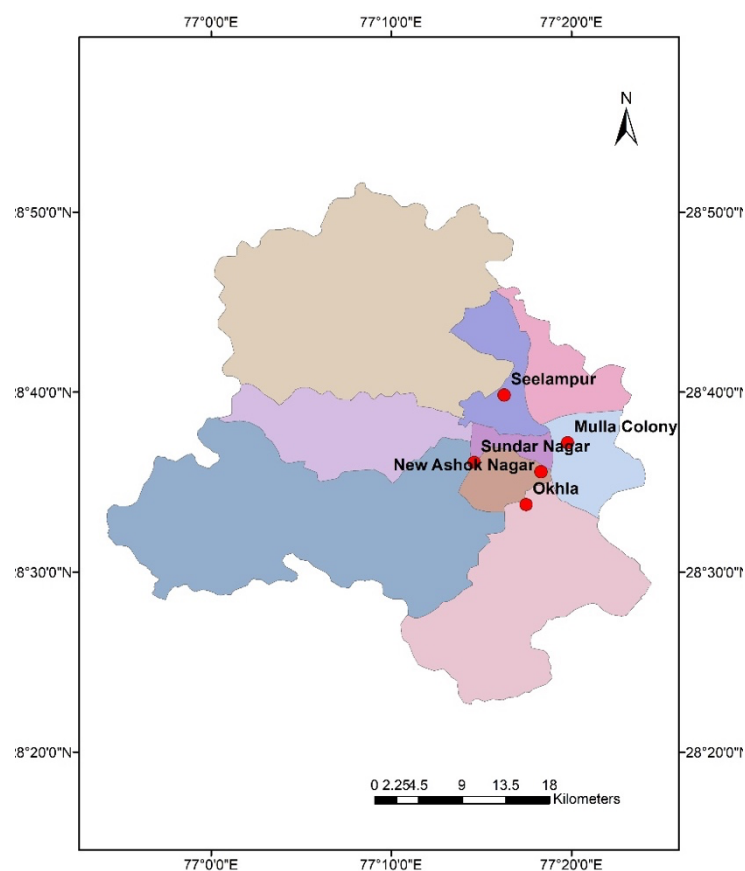 77°0'0"E 77°10'0"E 77°20'0"E
N
28°50'0"N 28°50'0"N
Seelampur
28°40'0"N 28°40'0"N
Mulla Colony
Sundar Nagar
New Ashok Nagar
Okhla
28°30'0"N 28°30'0"N
28°20'0"N 28°20'0"N
0 2.254.5 9 13.5 18
Kilometers
77°0'0"E 77°10'0"E 77°20'0"E